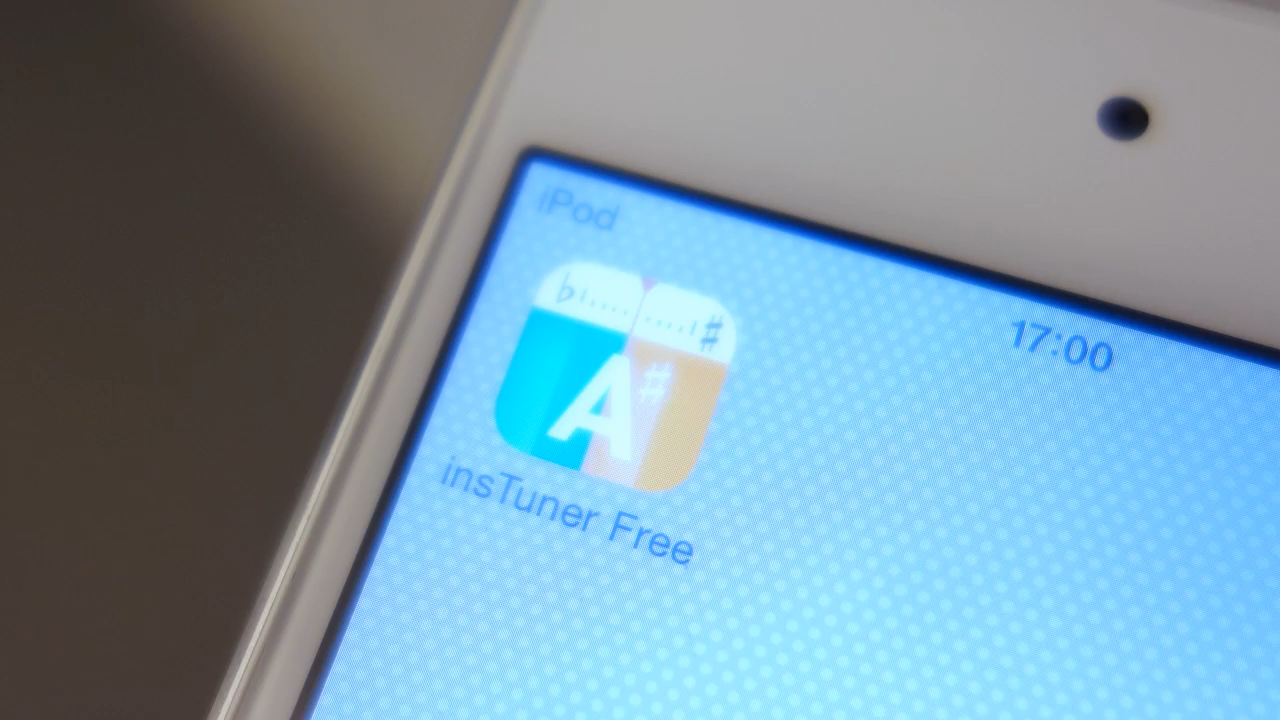 iPod
17:00
♭ ♯
A♯
insTuner Free